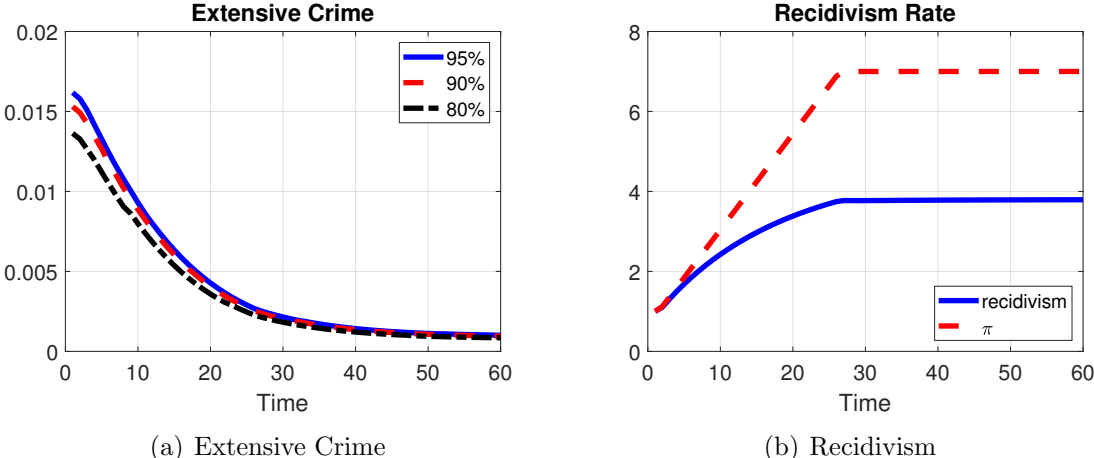 Extensive Crime
0.02
0.015
0.01
0.005
0
0 10 20 30 40 50 60
Time
95%
90%
80%
(a) Extensive Crime
Recidivism Rate
8
6
4
2
0
0 10 20 30 40 50 60
Time
recidivism
π
(b) Recidivism